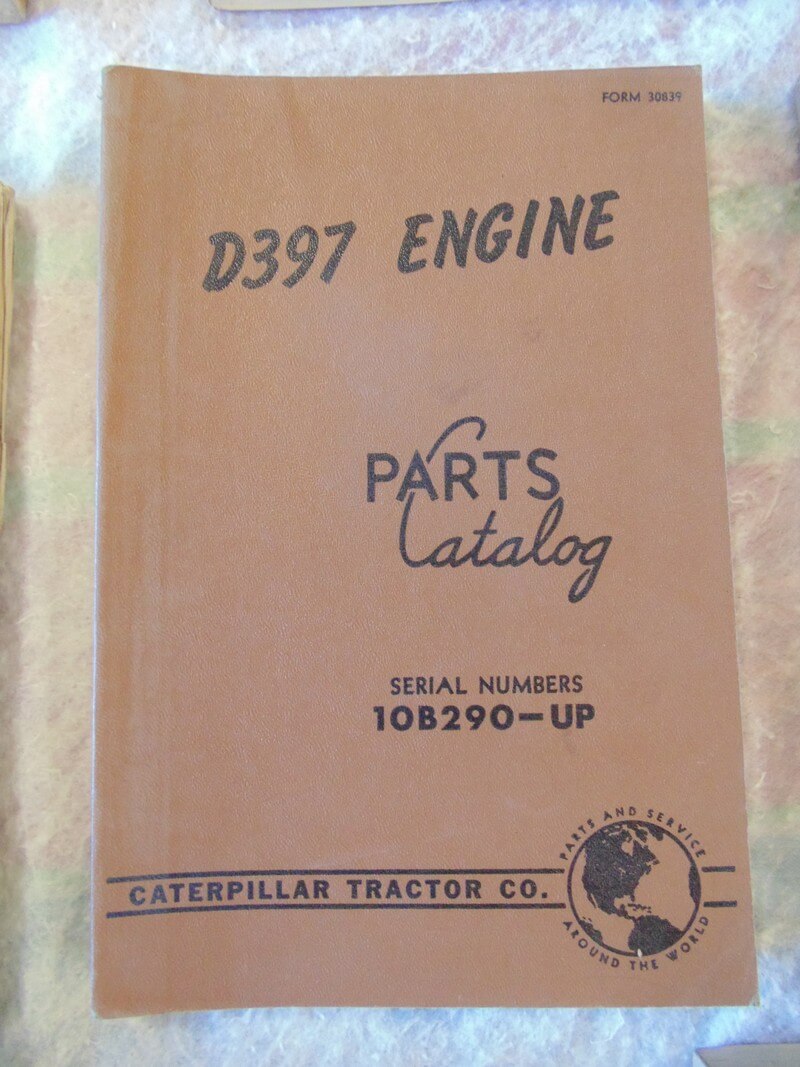 FORM 30839
D397 ENGINE
PARTS
Catalog
SERIAL NUMBERS
10B290-UP
CATERPILLAR TRACTOR CO.
PARTS AND SERVICE
AROUND THE WORLD